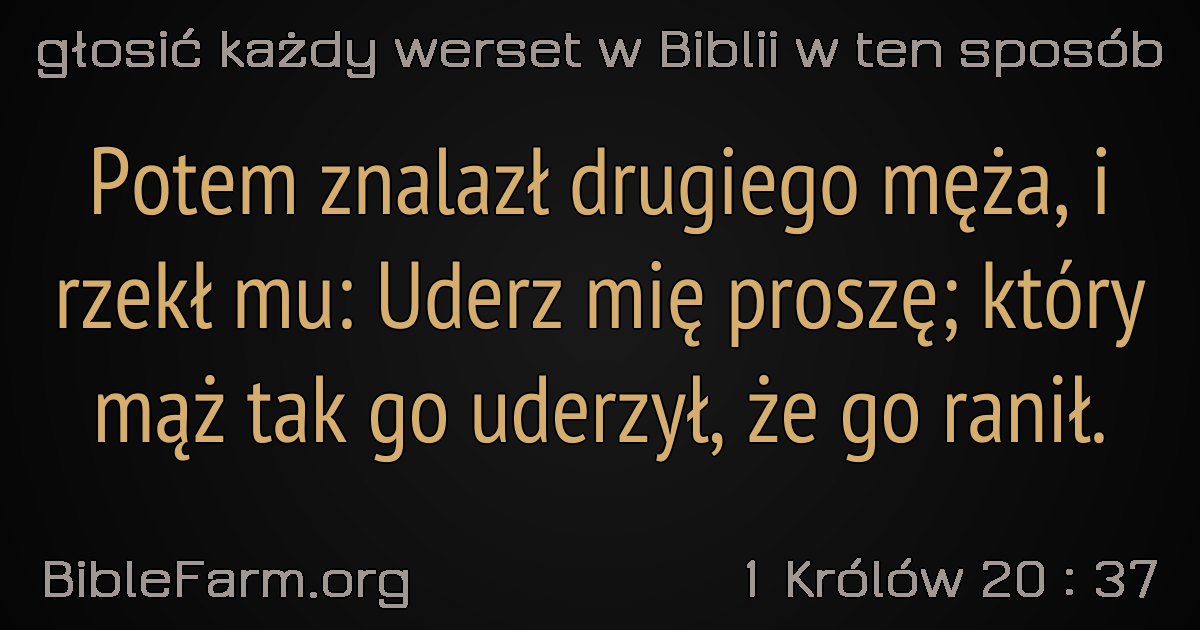 głosić każdy werset w Biblii w ten sposób
Potem znalazł drugiego męża, i
rzekł mu: Uderz mię proszę; który
mąż tak go uderzył, że go ranił.
BibleFarm.org
1 Królów 20 : 37